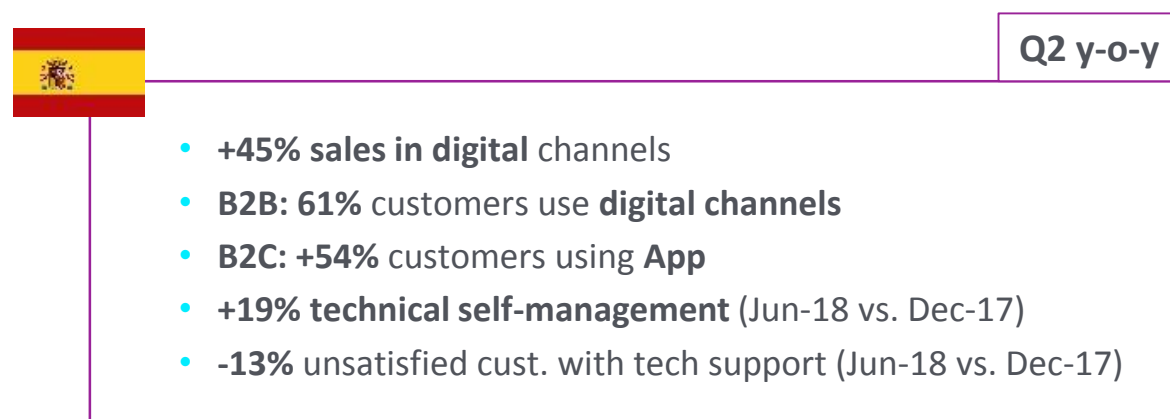 Q2 y-o-y
• +45% sales in digital channels
• B2B: 61% customers use digital channels
• B2C: +54% customers using App
• +19% technical self-management (Jun-18 vs. Dec-17)
• -13% unsatisfied cust. with tech support (Jun-18 vs. Dec-17)